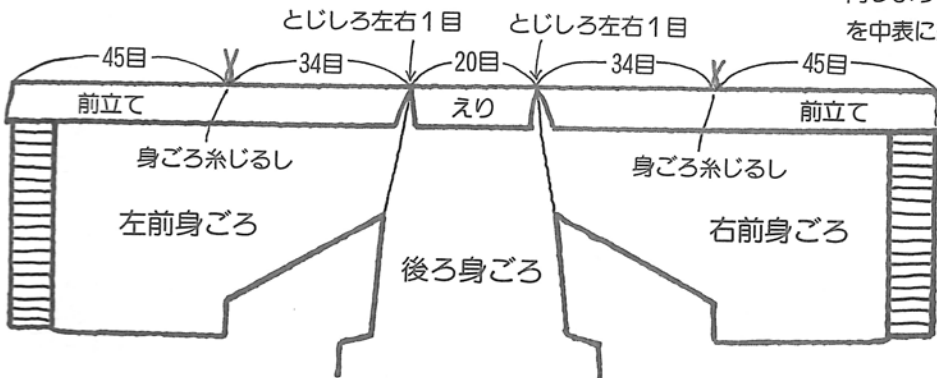 を中表に
とじしろ左右1目
とじしろ左右1目
45目
34目
20目
34目
45目
前立て
えり
前立て
身ごろ糸じるし
身ごろ糸じるし
左前身ごろ
右前身ごろ
後ろ身ごろ